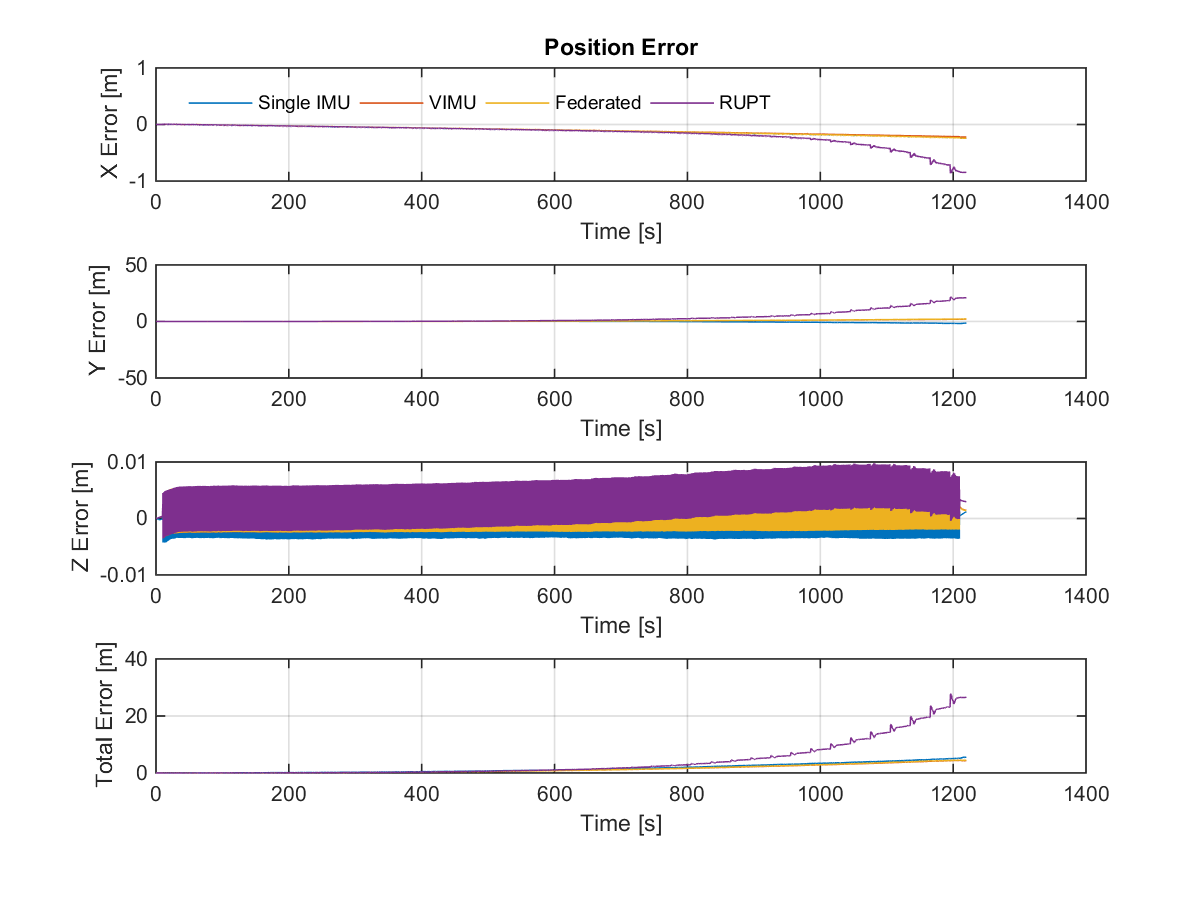 Position Error
1
0
-1
X Error [m]
Single IMU VIMU Federated RUPT
0 200 400 600 800 1000 1200 1400
Time [s]
50
0
-50
Y Error [m]
0 200 400 600 800 1000 1200 1400
Time [s]
0.01
0
-0.01
Z Error [m]
0 200 400 600 800 1000 1200 1400
Time [s]
40
20
0
Total Error [m]
0 200 400 600 800 1000 1200 1400
Time [s]